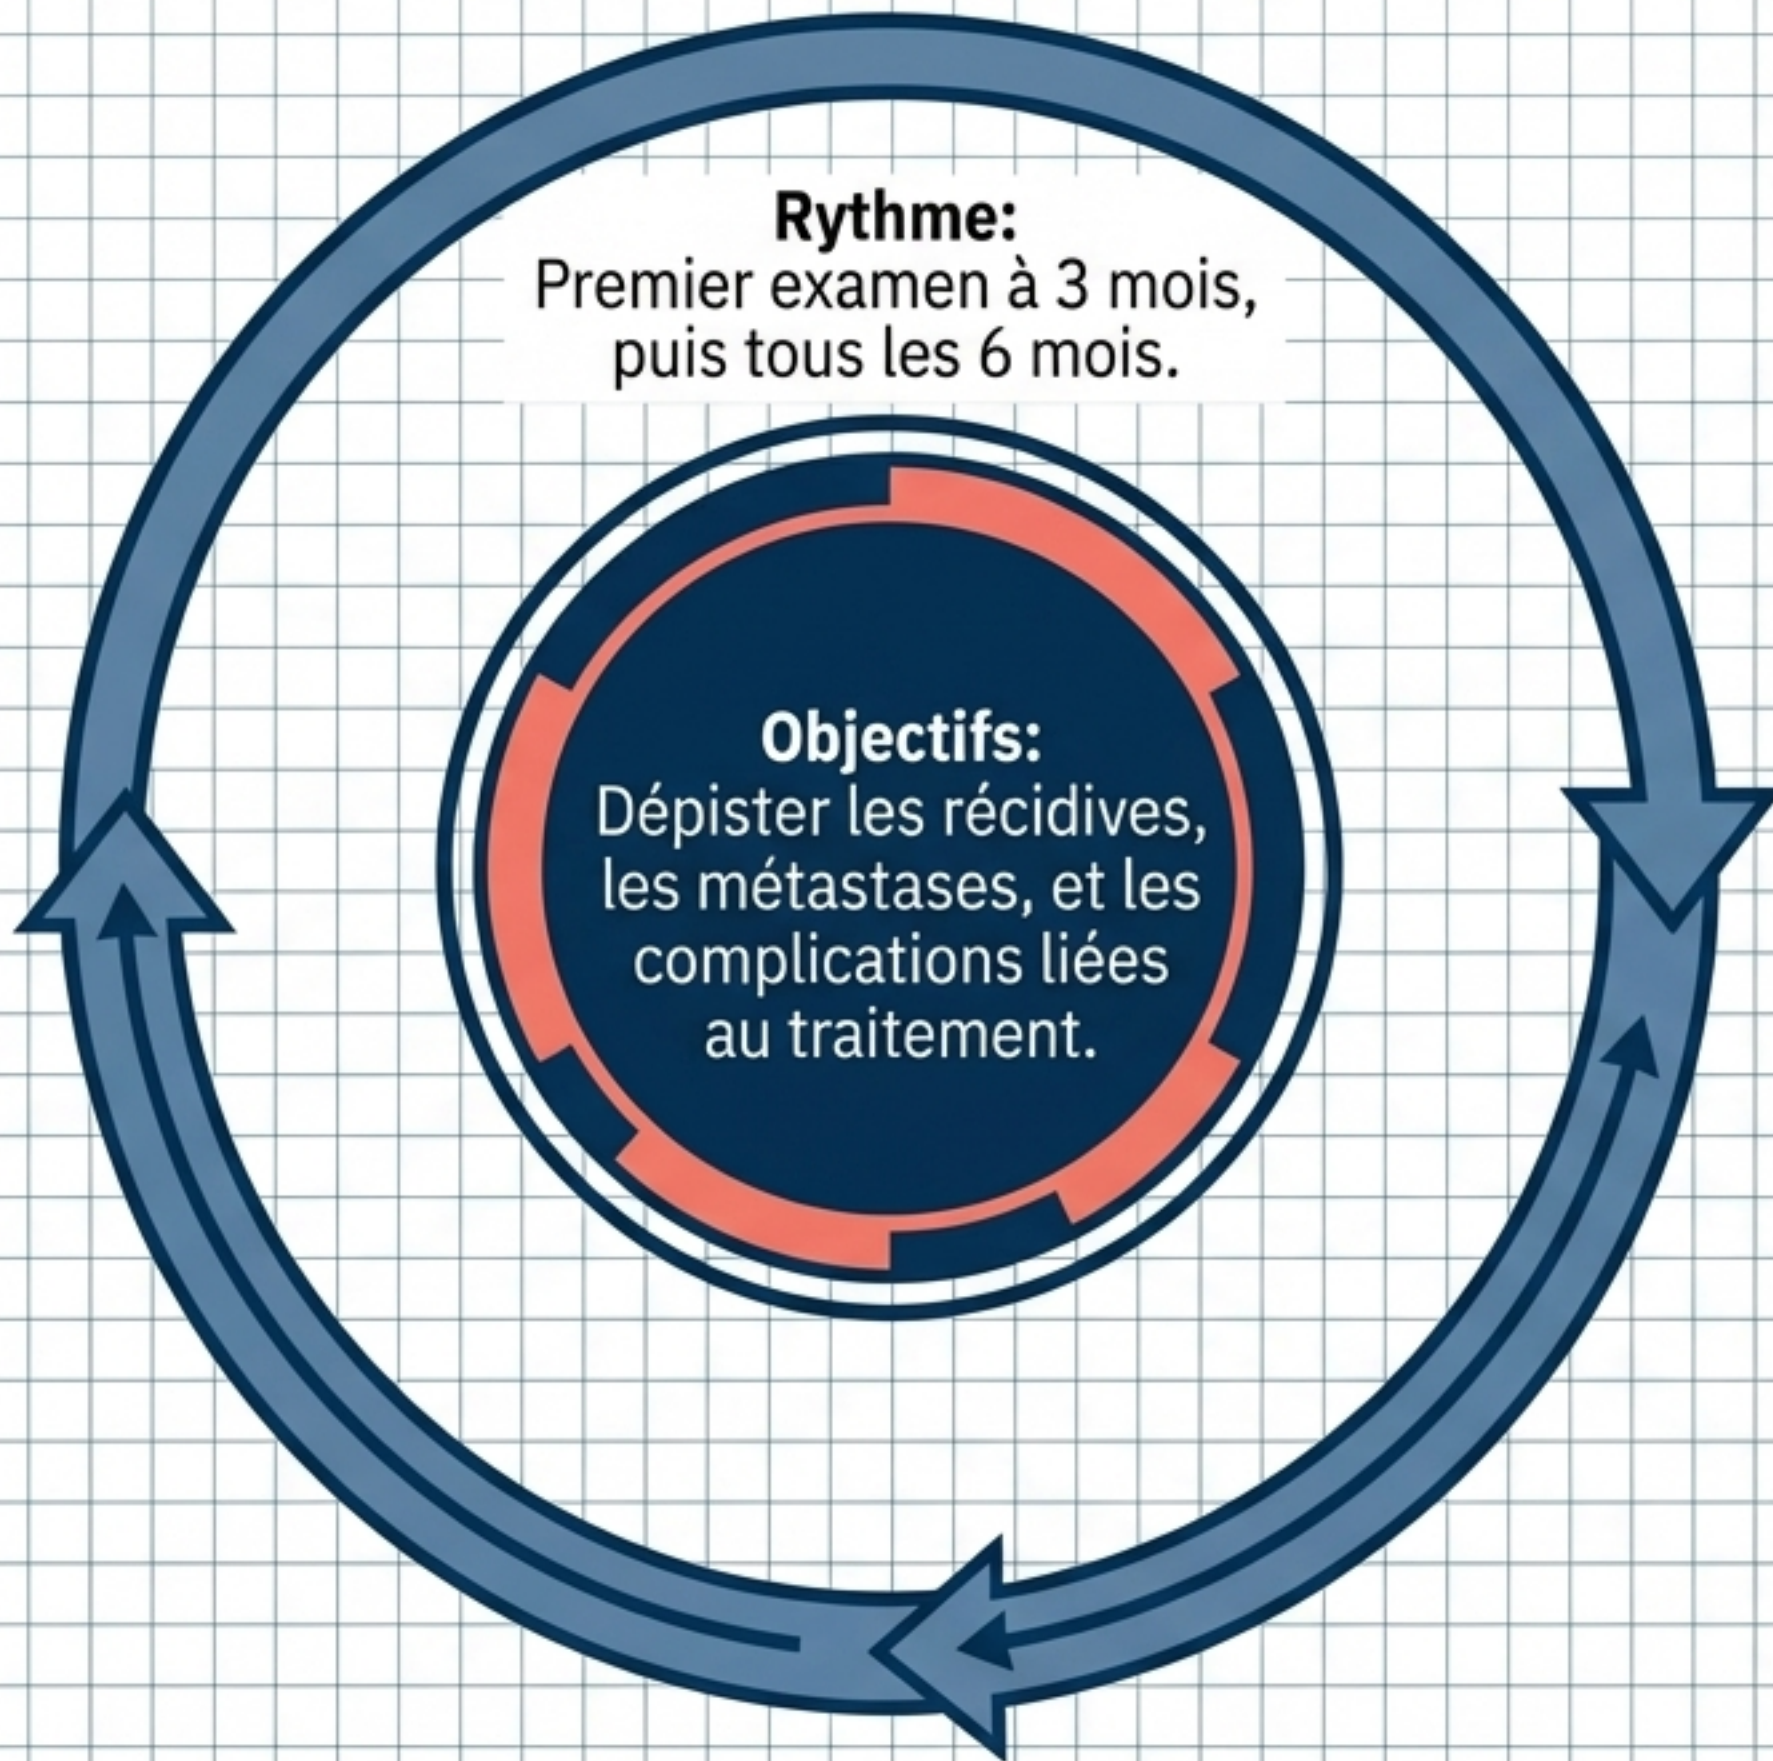 Rythme:
Premier examen à 3 mois,
puis tous les 6 mois.
Objectifs:
Dépister les récidives,
les métastases, et les
complications liées
au traitement.